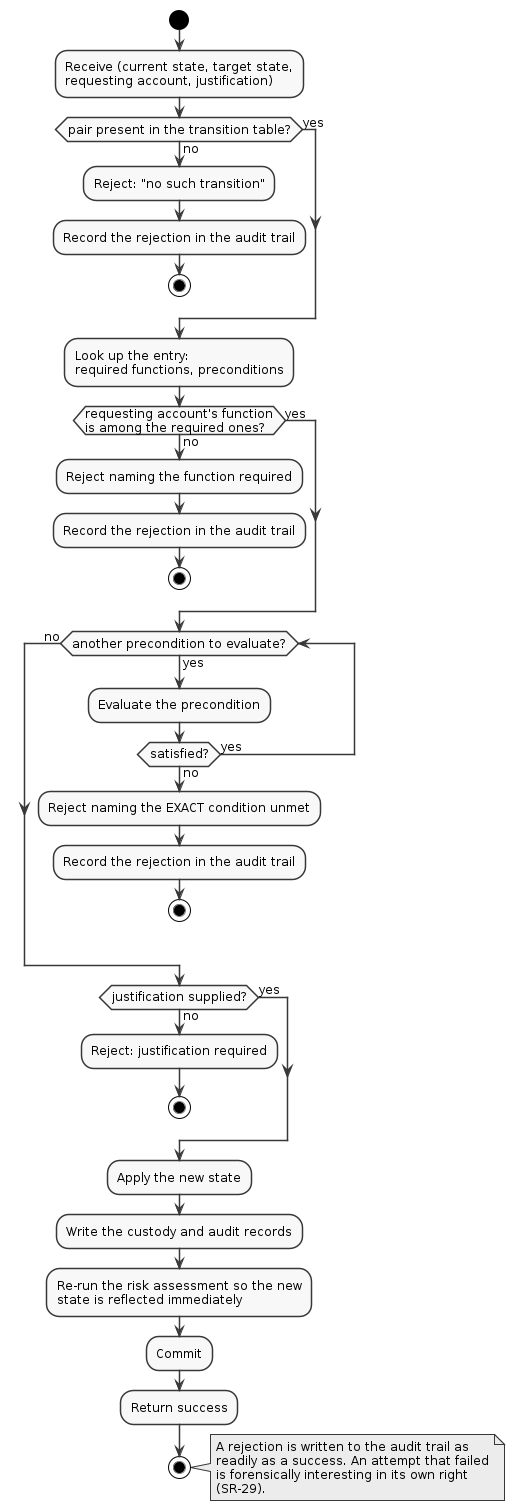 Receive (current state, target state,
requesting account, justification)
pair present in the transition table?
yes
no
Reject: "no such transition"
Record the rejection in the audit trail
Look up the entry:
required functions, preconditions
requesting account's function
is among the required ones?
yes
no
Reject naming the function required
Record the rejection in the audit trail
no
another precondition to evaluate?
yes
Evaluate the precondition
satisfied?
yes
no
Reject naming the EXACT condition unmet
Record the rejection in the audit trail
justification supplied?
yes
no
Reject: justification required
Apply the new state
Write the custody and audit records
Re-run the risk assessment so the new
state is reflected immediately
Commit
Return success
A rejection is written to the audit trail as
readily as a success. An attempt that failed
is forensically interesting in its own right
(SR-29).